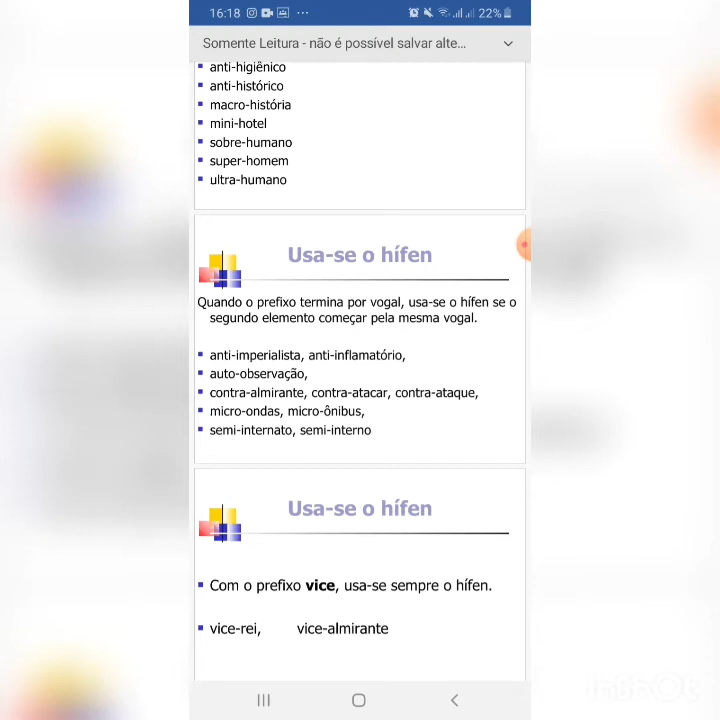 16:18 22%
Somente Leitura - não é possível salvar alte...
anti-higiênico
anti-histórico
macro-história
mini-hotel
sobre-humano
super-homem
ultra-humano
Usa-se o hífen
Quando o prefixo termina por vogal, usa-se o hífen se o
segundo elemento começar pela mesma vogal.
anti-imperialista, anti-inflamatório,
auto-observação,
contra-almirante, contra-atacar, contra-ataque,
micro-ondas, micro-ônibus,
semi-internato, semi-interno
Usa-se o hífen
Com o prefixo vice, usa-se sempre o hífen.
vice-rei, vice-almirante